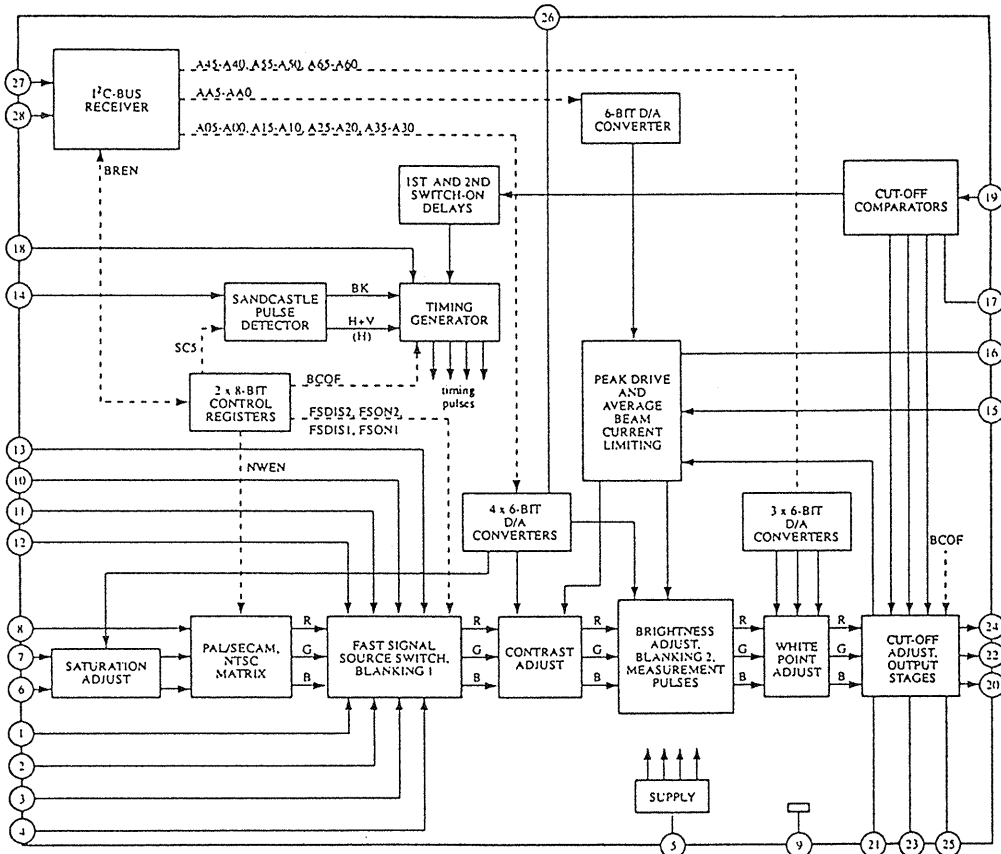 26
A45-A40, A55-A50, A65-A60
27
I²C-BUS
RECEIVER
AA5-AA0
28
6-BIT D/A
CONVERTER
A05-A00, A15-A10, A25-A20, A35-A30
BREN
1ST AND 2ND
SWITCH-ON
DELAYS
CUT-OFF
COMPARATORS
19
18
14
SANDCASTLE
PULSE
DETECTOR
BK
H+V
(H)
TIMING
GENERATOR
17
SC5
16
2 x 8-BIT
CONTROL
REGISTERS
BCOF
timing
pulses
PEAK DRIVE
AND
AVERAGE
BEAM
CURRENT
LIMITING
15
FSDIS2, FSON2,
FSDIS1, FSON1
13
NWEN
10
11
4 x 6-BIT
D/A
CONVERTERS
3 x 6-BIT
D/A
CONVERTERS
12
BCOF
8
7
6
SATURATION
ADJUST
PAL/SECAM,
NTSC
MATRIX
R
G
B
FAST SIGNAL
SOURCE SWITCH,
BLANKING 1
R
G
B
CONTRAST
ADJUST
R
G
B
BRIGHTNESS
ADJUST,
BLANKING 2,
MEASUREMENT
PULSES
R
G
B
WHITE
POINT
ADJUST
R
G
B
CUT-OFF
ADJUST,
OUTPUT
STAGES
24
22
20
1
2
3
4
SUPPLY
5
9
21
23
25